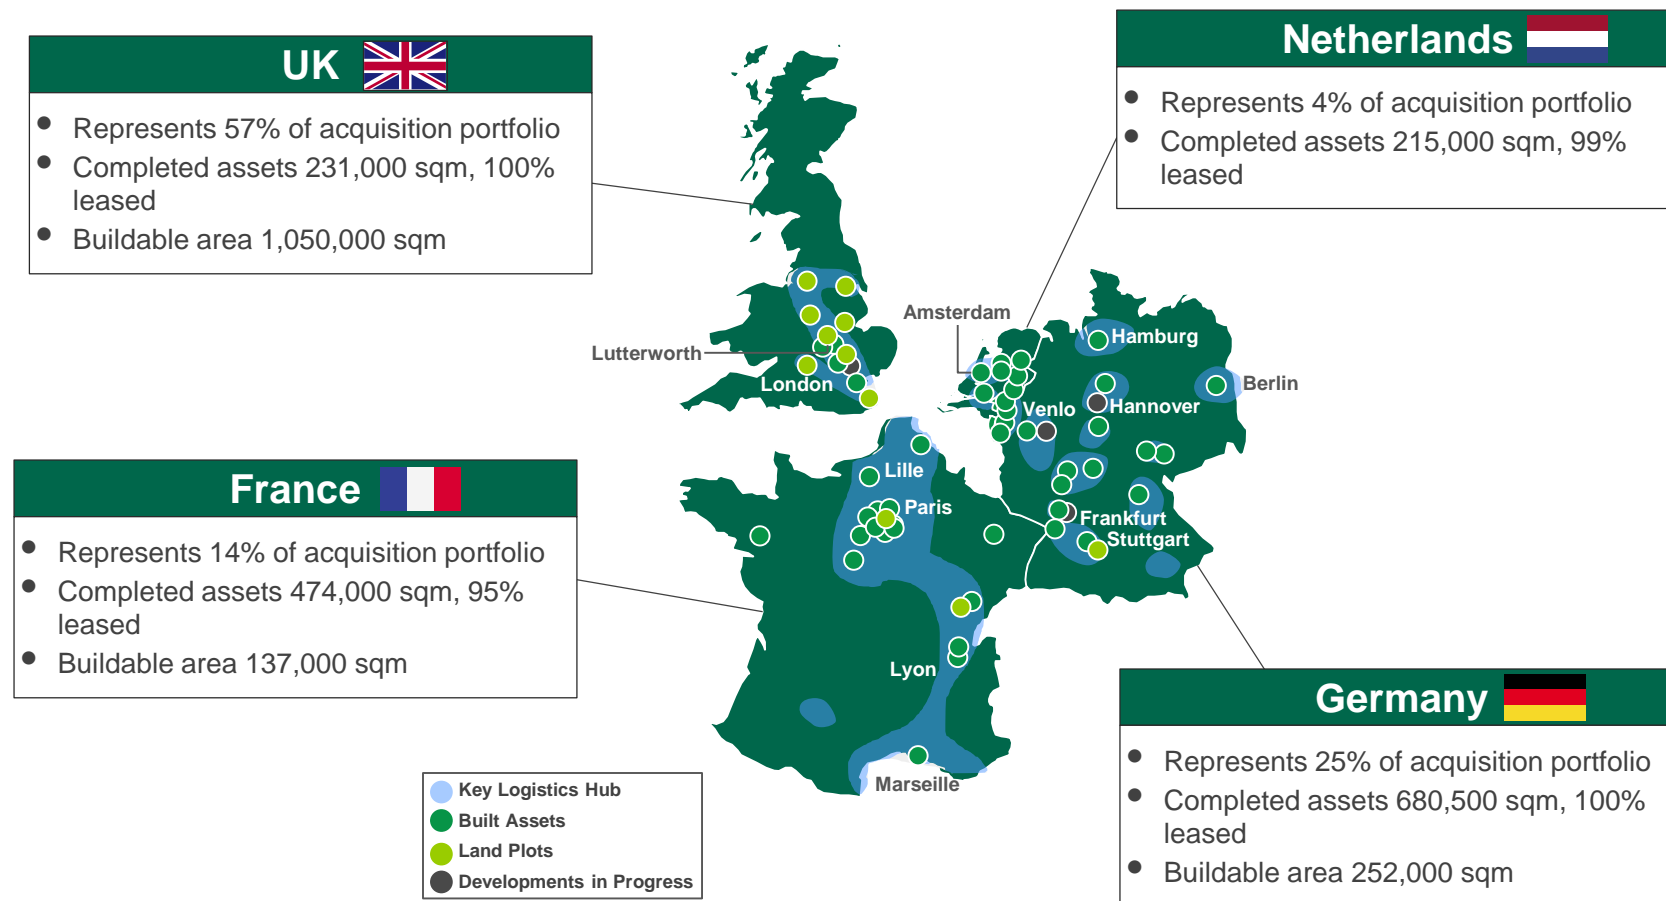 UK
• Represents 57% of acquisition portfolio
• Completed assets 231,000 sqm, 100%
leased
• Buildable area 1,050,000 sqm
Netherlands
• Represents 4% of acquisition portfolio
• Completed assets 215,000 sqm, 99%
leased
Amsterdam
Hamburg
Lutterworth
London
Berlin
Venlo
Hannover
Lille
Paris
Frankfurt
Stuttgart
Lyon
Marseille
France
• Represents 14% of acquisition portfolio
• Completed assets 474,000 sqm, 95%
leased
• Buildable area 137,000 sqm
Germany
• Represents 25% of acquisition portfolio
• Completed assets 680,500 sqm, 100%
leased
• Buildable area 252,000 sqm
Key Logistics Hub
Built Assets
Land Plots
Developments in Progress